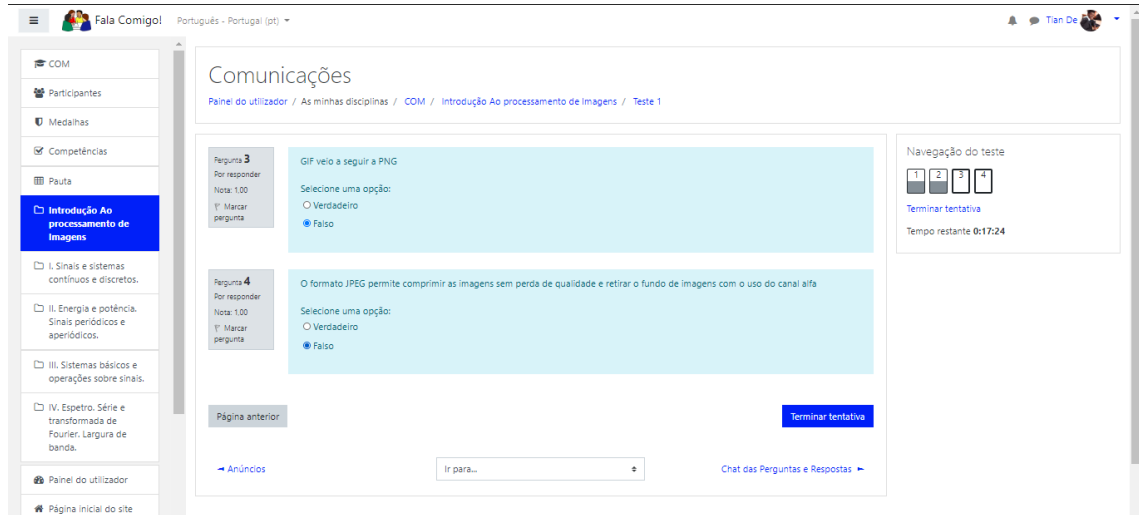 Fala Comigo!
Português - Portugal (pt)
Tian De
COM
Participantes
Medalhas
Competências
Pauta
Introdução Ao
processamento de
Imagens
I. Sinais e sistemas
contínuos e discretos.
II. Energia e potência.
Sinais periódicos e
aperiódicos.
III. Sistemas básicos e
operações sobre sinais.
IV. Espetro. Série e
transformada de
Fourier. Largura de
banda.
Painel do utilizador
Página inicial do site
Comunicações
Painel do utilizador / As minhas disciplinas / COM / Introdução Ao processamento de Imagens / Teste 1
Pergunta 3
Por responder
Nota: 1,00
Marcar
pergunta
GIF veio a seguir a PNG
Selecione uma opção:
Verdadeiro
Falso
Pergunta 4
Por responder
Nota: 1,00
Marcar
pergunta
O formato JPEG permite comprimir as imagens sem perda de qualidade e retirar o fundo de imagens com o uso do canal alfa
Selecione uma opção:
Verdadeiro
Falso
Página anterior
Terminar tentativa
◄ Anúncios
Ir para...
Chat das Perguntas e Respostas ►
Navegação do teste
1 2 3 4
Terminar tentativa
Tempo restante 0:17:24